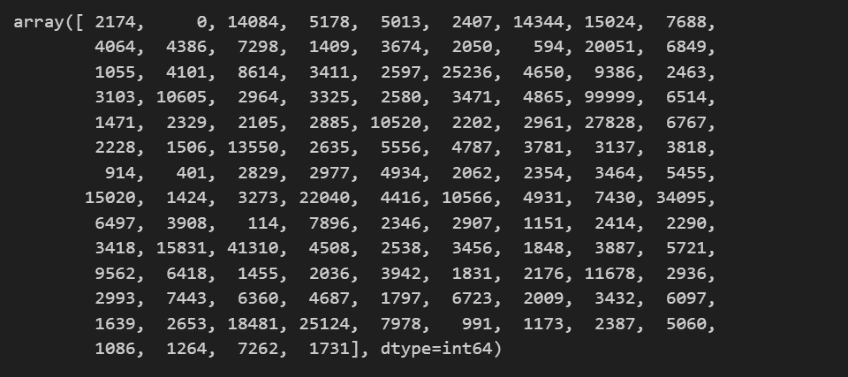 array([ 2174, 0, 14084, 5178, 5013, 2407, 14344, 15024, 7688,
4064, 4386, 7298, 1409, 3674, 2050, 594, 20051, 6849,
1055, 4101, 8614, 3411, 2597, 25236, 4650, 9386, 2463,
3103, 10605, 2964, 3325, 2580, 3471, 4865, 99999, 6514,
1471, 2329, 2105, 2885, 10520, 2202, 2961, 27828, 6767,
2228, 1506, 13550, 2635, 5556, 4787, 3781, 3137, 3818,
914, 401, 2829, 2977, 4934, 2062, 2354, 3464, 5455,
15020, 1424, 3273, 22040, 4416, 10566, 4931, 7430, 34095,
6497, 3908, 114, 7896, 2346, 2907, 1151, 2414, 2290,
3418, 15831, 41310, 4508, 2538, 3456, 1848, 3887, 5721,
9562, 6418, 1455, 2036, 3942, 1831, 2176, 11678, 2936,
2993, 7443, 6360, 4687, 1797, 6723, 2009, 3432, 6097,
1639, 2653, 18481, 25124, 7978, 991, 1173, 2387, 5060,
1086, 1264, 7262, 1731], dtype=int64)